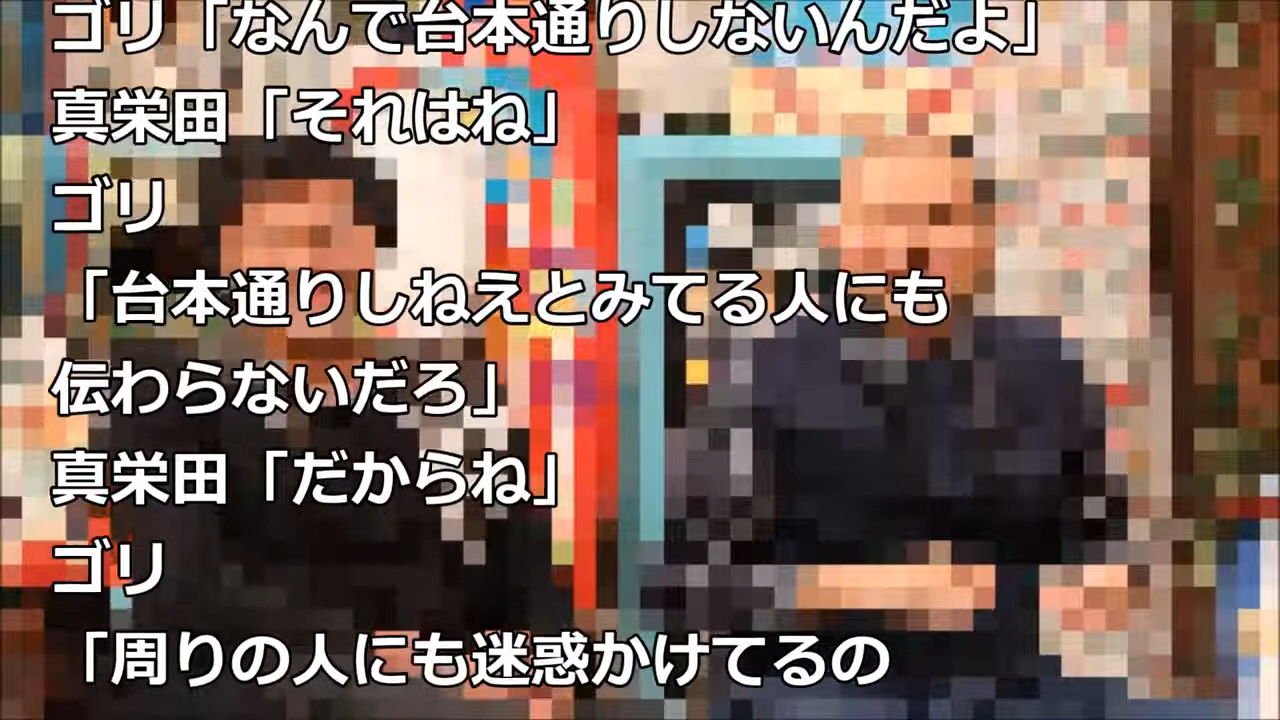 ゴリ「なんで台本通りしないんだよ」
真栄田「それはね」
ゴリ
「台本通りしねえとみてる人にも
伝わらないだろ」
真栄田「だからね」
ゴリ
「周りの人にも迷惑かけてるの